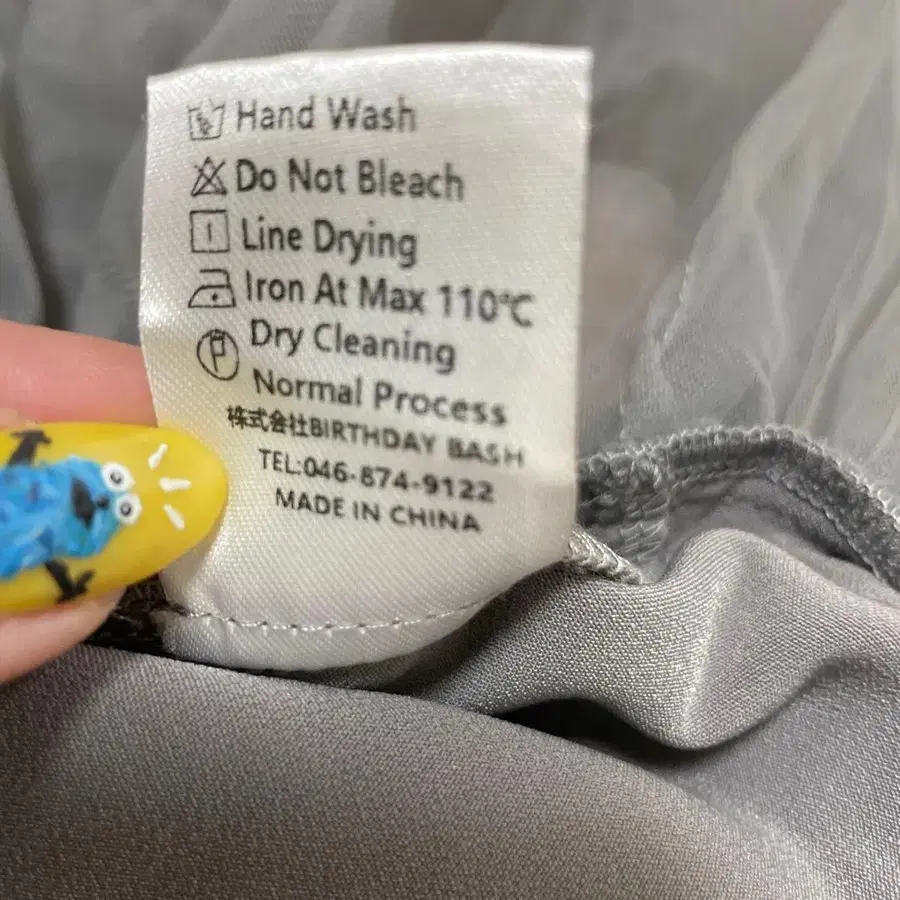 Hand Wash
Do Not Bleach
Line Drying
Iron At Max 110℃
P Dry Cleaning
Normal Process
株式会社BIRTHDAY BASH
TEL:046-874-9122
MADE IN CHINA